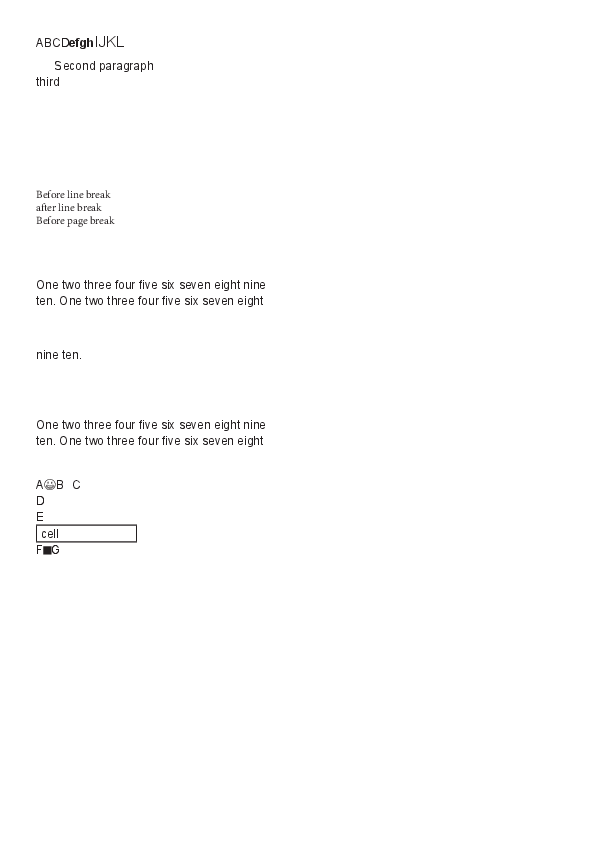 ABCDefghIJKL
Second paragraph
third
Before line break
after line break
Before page break
One two three four five six seven eight nine
ten. One two three four five six seven eight
nine ten.
One two three four five six seven eight nine
ten. One two three four five six seven eight
A😀B C
D
E
cell
F■G